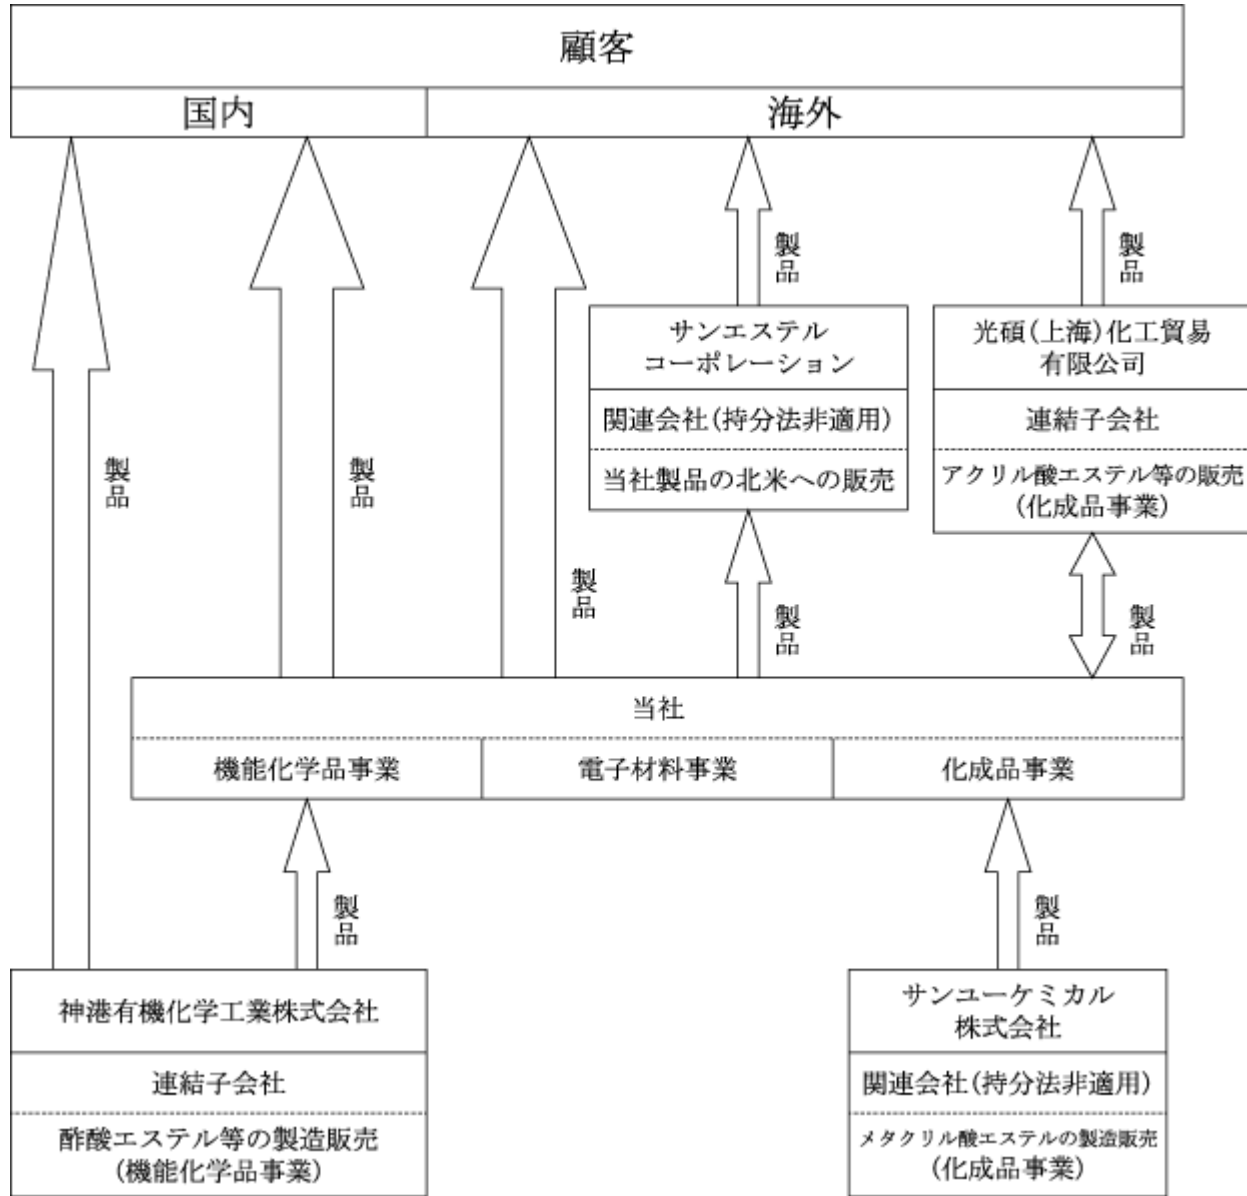 顧客
国内
海外
製品
製品
サンエステル
コーポレーション
関連会社(持分法非適用)
当社製品の北米への販売
光碩(上海)化工貿易
有限公司
連結子会社
アクリル酸エステル等の販売
(化成品事業)
製品
製品
製品
製品
製品
当社
機能化学品事業
電子材料事業
化成品事業
製品
製品
神港有機化学工業株式会社
連結子会社
酢酸エステル等の製造販売
(機能化学品事業)
サンユーケミカル
株式会社
関連会社(持分法非適用)
メタクリル酸エステルの製造販売
(化成品事業)